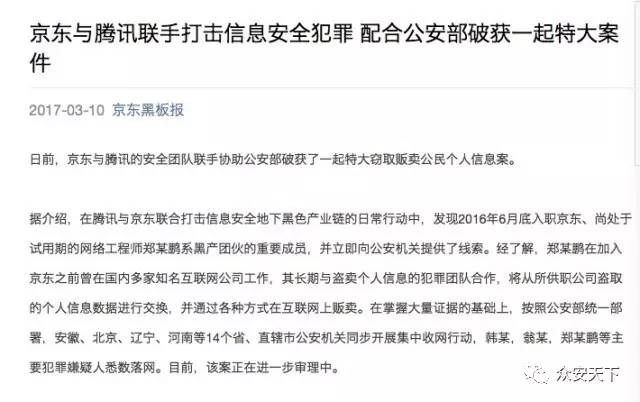 京东与腾讯联手打击信息安全犯罪 配合公安部破获一起特大案
件
2017-03-10 京东黑板报
日前，京东与腾讯的安全团队联手协助公安部破获了一起特大窃取贩卖公民个人信息案。
据介绍，在腾讯与京东联合打击信息安全地下黑色产业链的日常行动中，发现2016年6月底入职京东、尚处于
试用期的网络工程师郑某鹏系黑产团伙的重要成员，并立即向公安机关提供了线索。经了解，郑某鹏在加入
京东之前曾在国内多家知名互联网公司工作，其长期与盗卖个人信息的犯罪团队合作，将从所供职公司盗取
的个人信息数据进行交换，并通过各种方式在互联网上贩卖。在掌握大量证据的基础上，按照公安部统一部
署，安徽、北京、辽宁、河南等14个省、直辖市公安机关同步开展集中收网行动，韩某，翁某，郑某鹏等主
要犯罪嫌疑人悉数落网。目前，该案正在进一步审理中。
众安天下